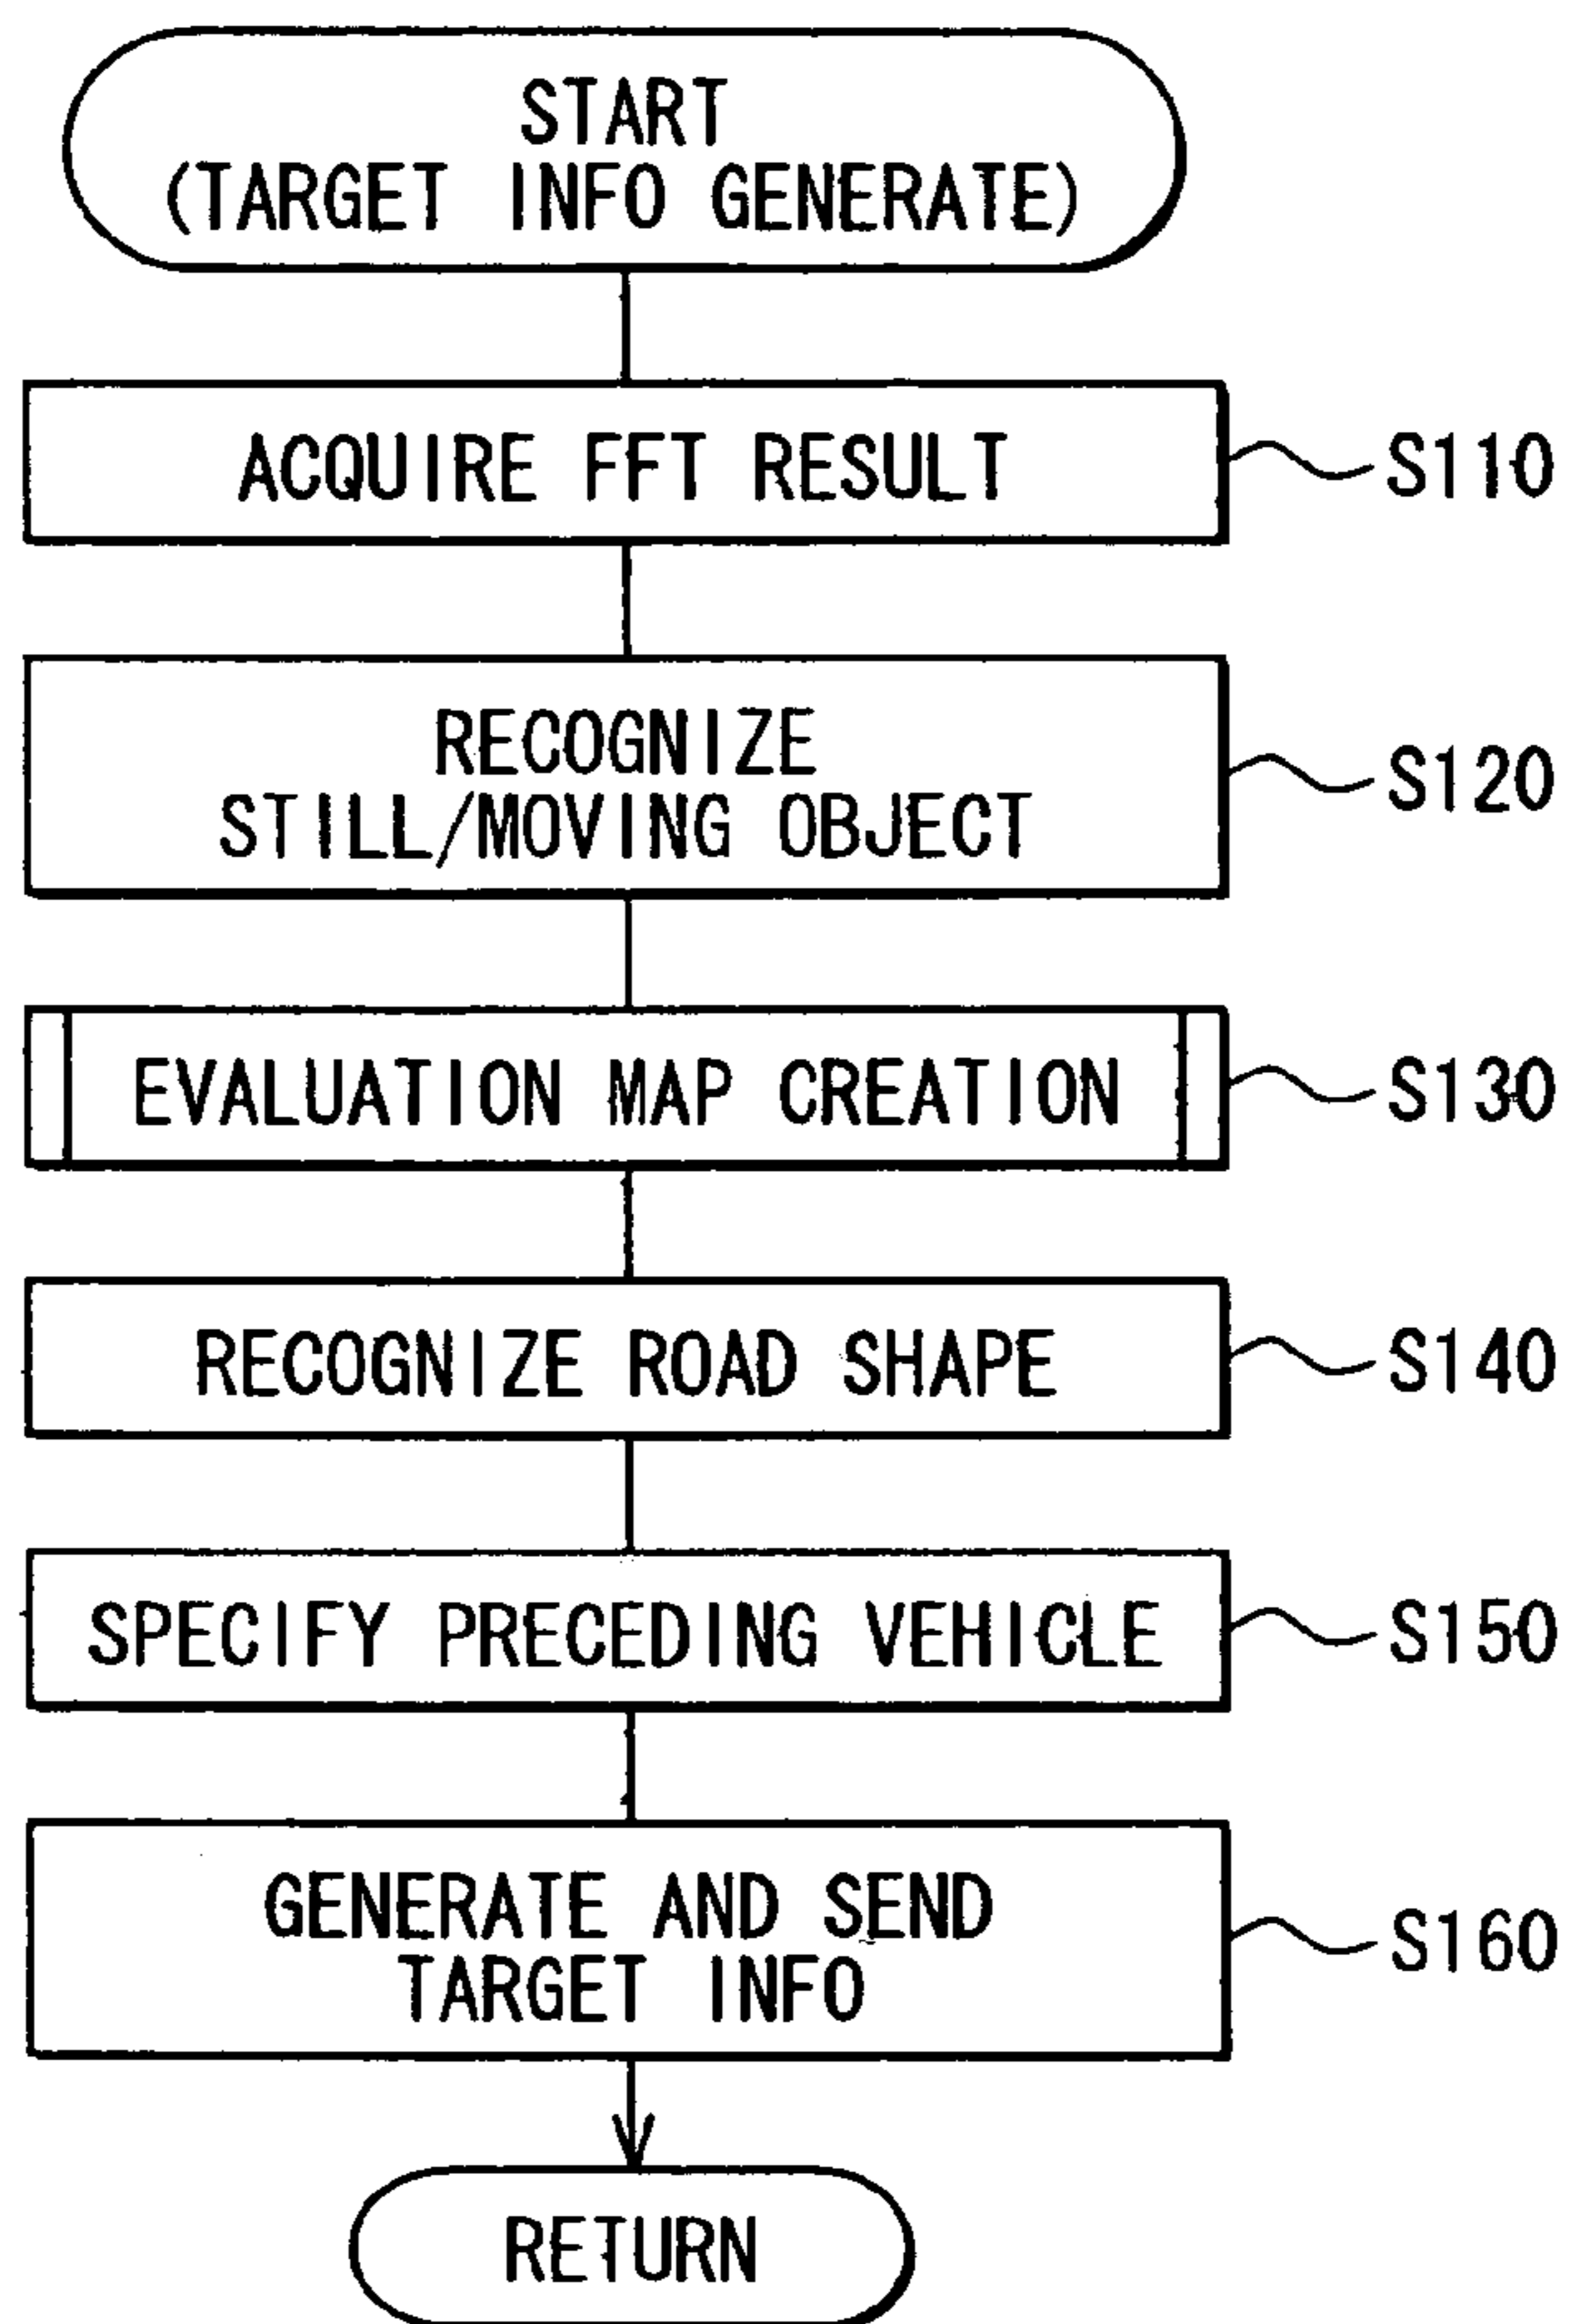 START
(TARGET INFO GENERATE)
ACQUIRE FFT RESULT
S110
RECOGNIZE
STILL/MOVING OBJECT
S120
EVALUATION MAP CREATION
S130
RECOGNIZE ROAD SHAPE
S140
SPECIFY PRECEDING VEHICLE
S150
GENERATE AND SEND
TARGET INFO
S160
RETURN